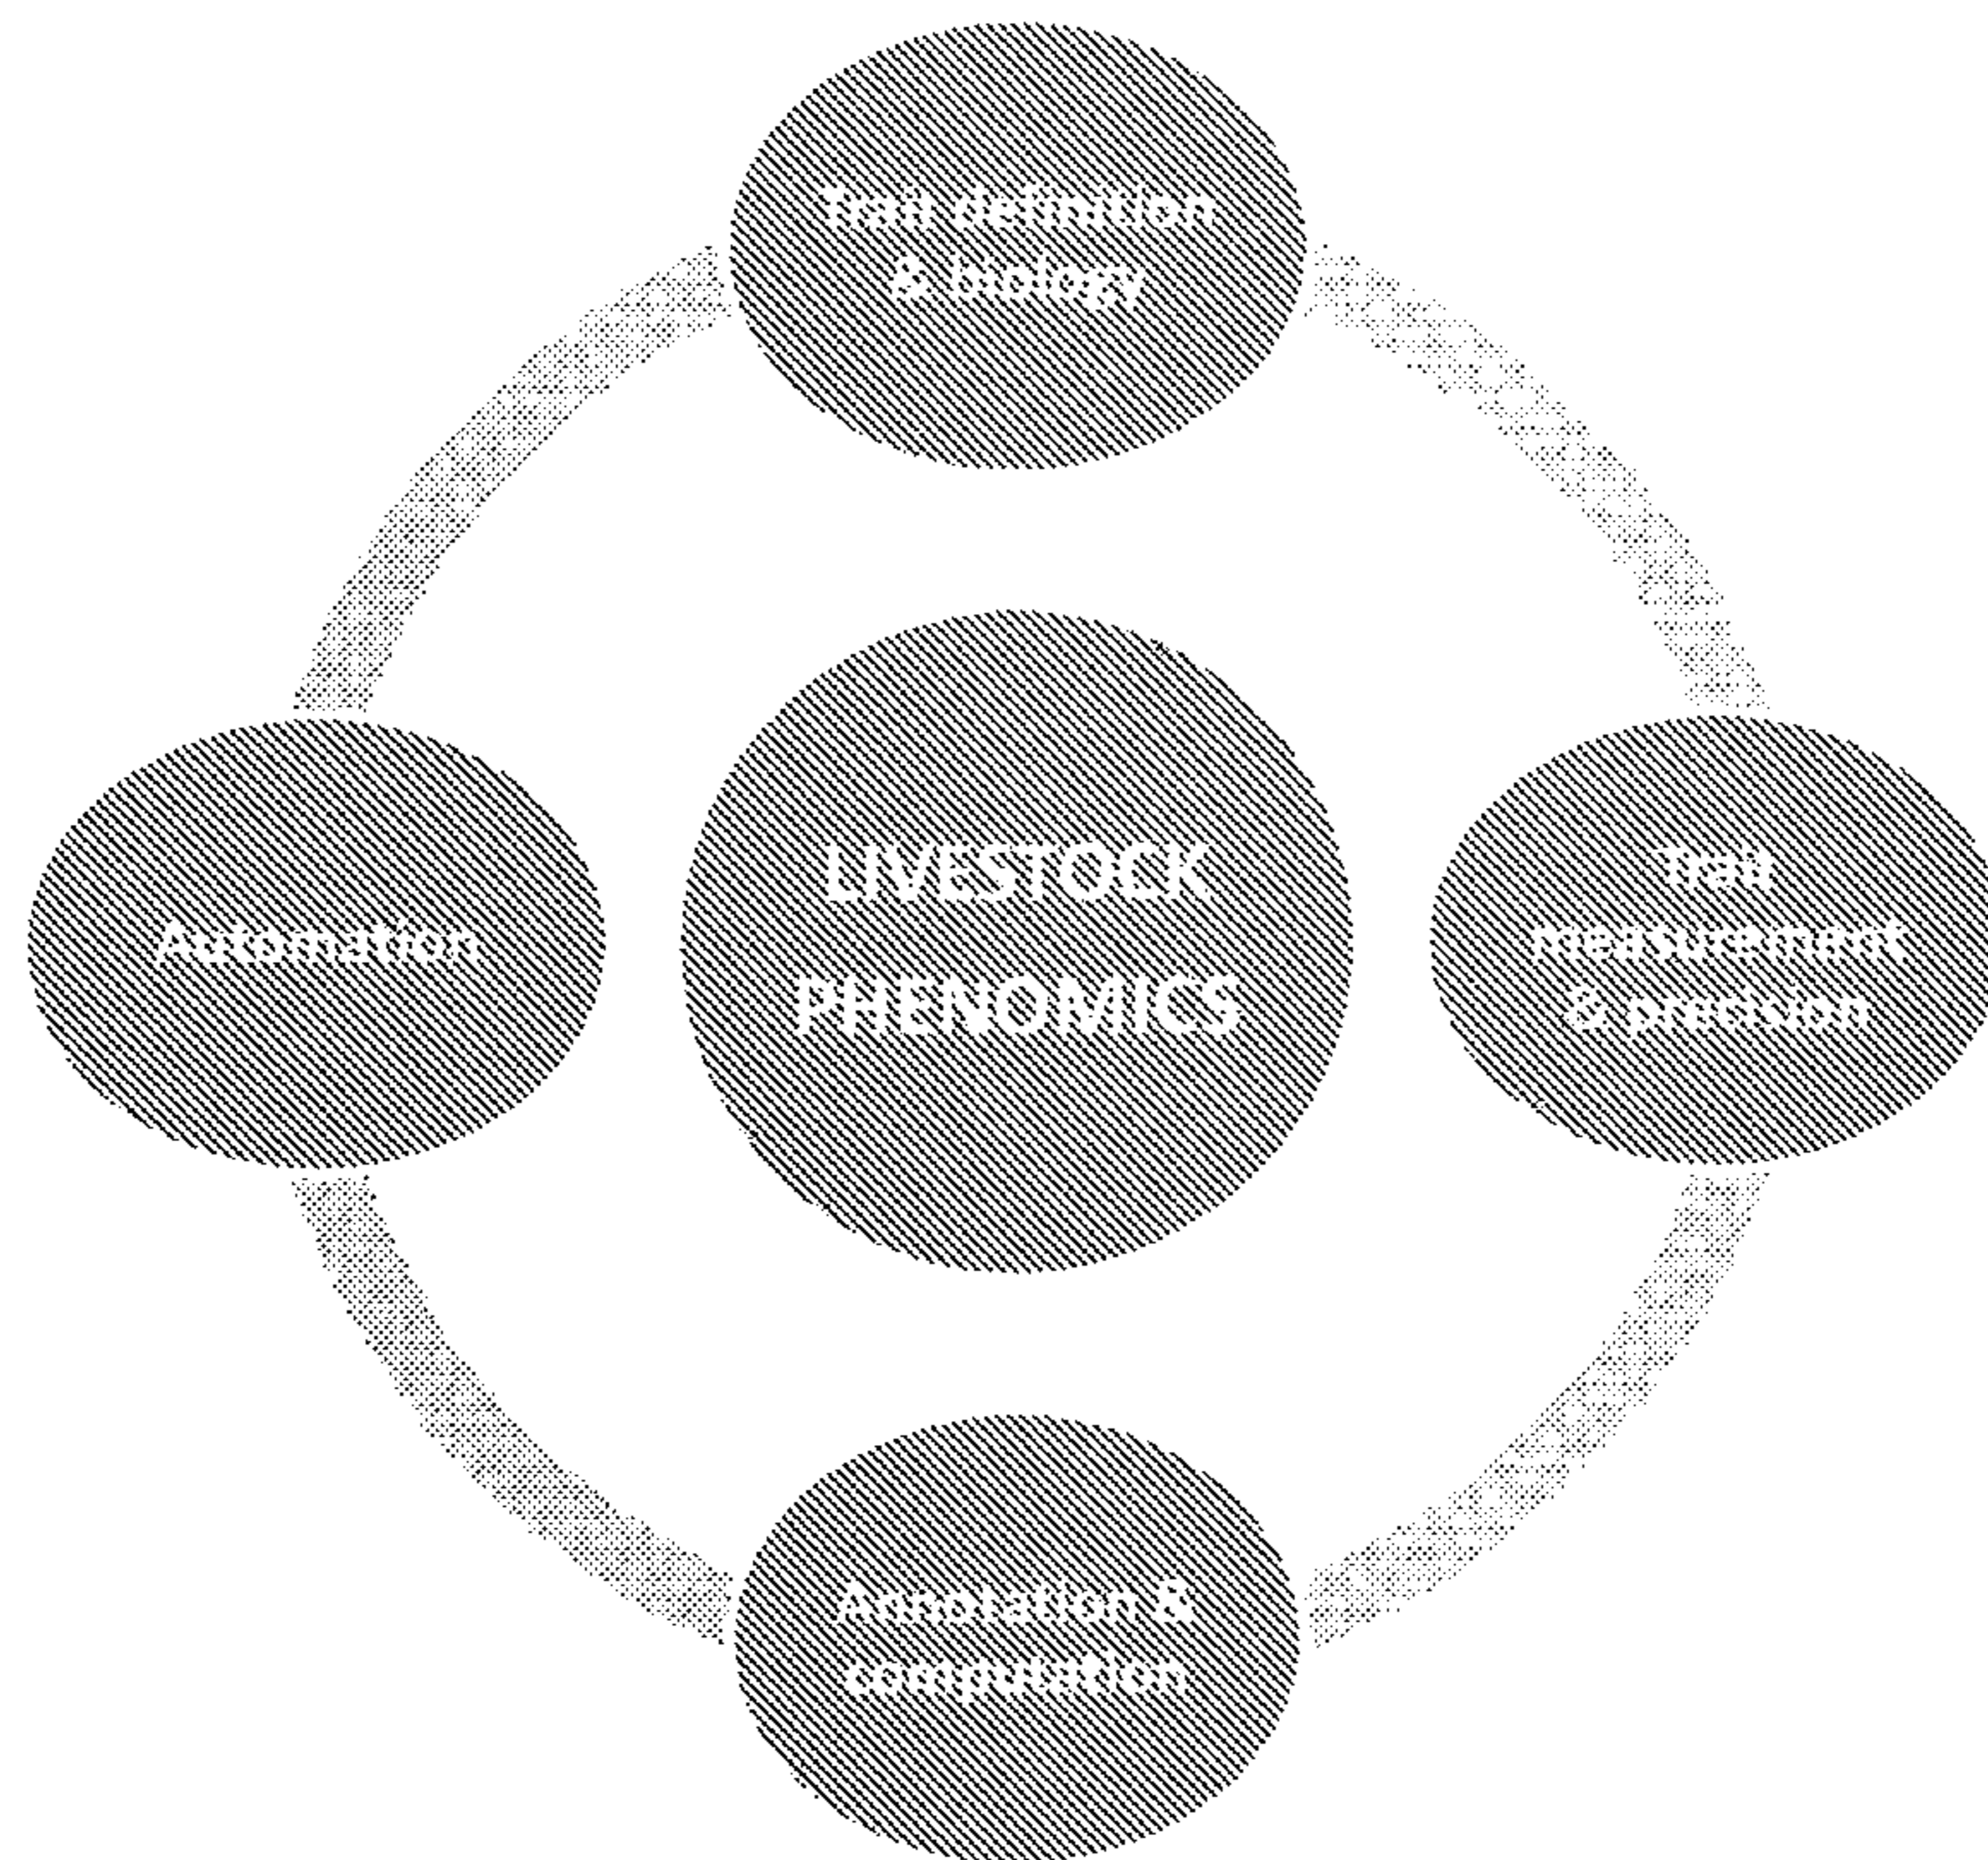 Trait definition
& biology
LIVESTOCK
PHENOMICS
Automation
Trait
measurement
& precision
Annotation &
computation